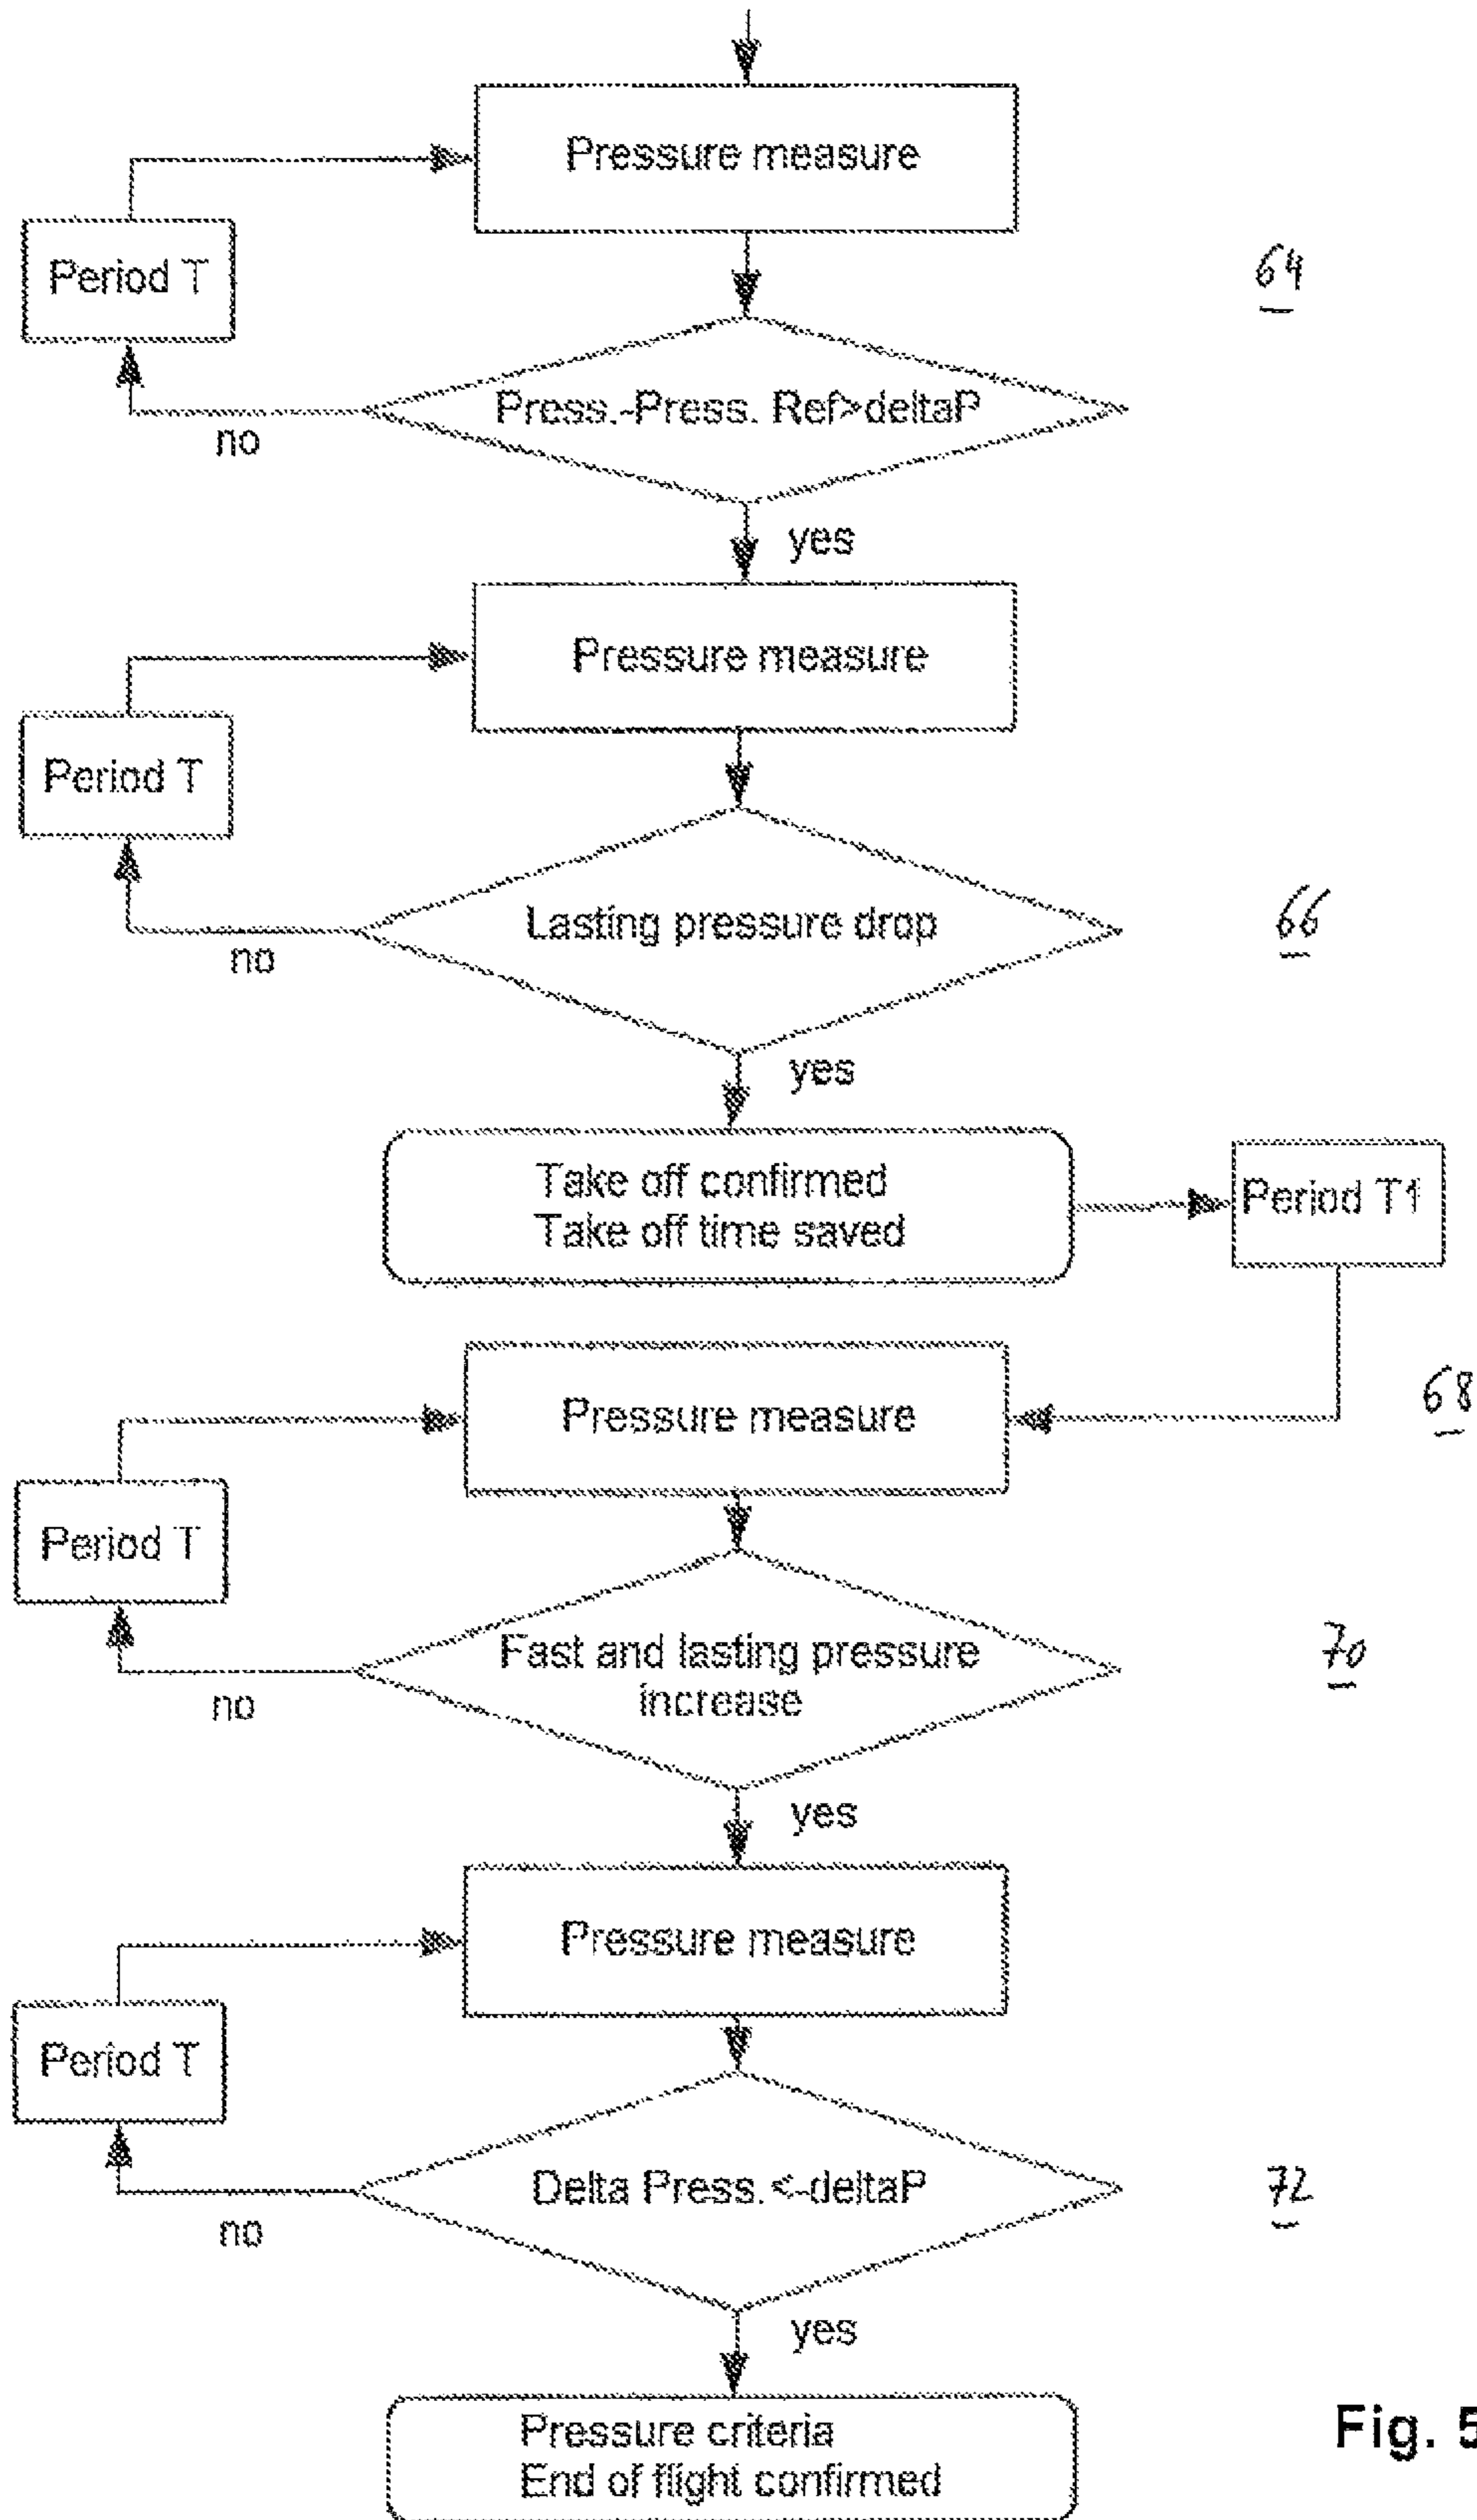 Pressure measure
Period T
64
Press.-Press. Ref>deltaP
no
yes
Pressure measure
Period T
Lasting pressure drop
66
no
yes
Take off confirmed
Take off time saved
Period T1
Pressure measure
68
Period T
Fast and lasting pressure
increase
70
no
yes
Pressure measure
Period T
Delta Press.<-deltaP
72
no
yes
Pressure criteria
End of flight confirmed
Fig. 5